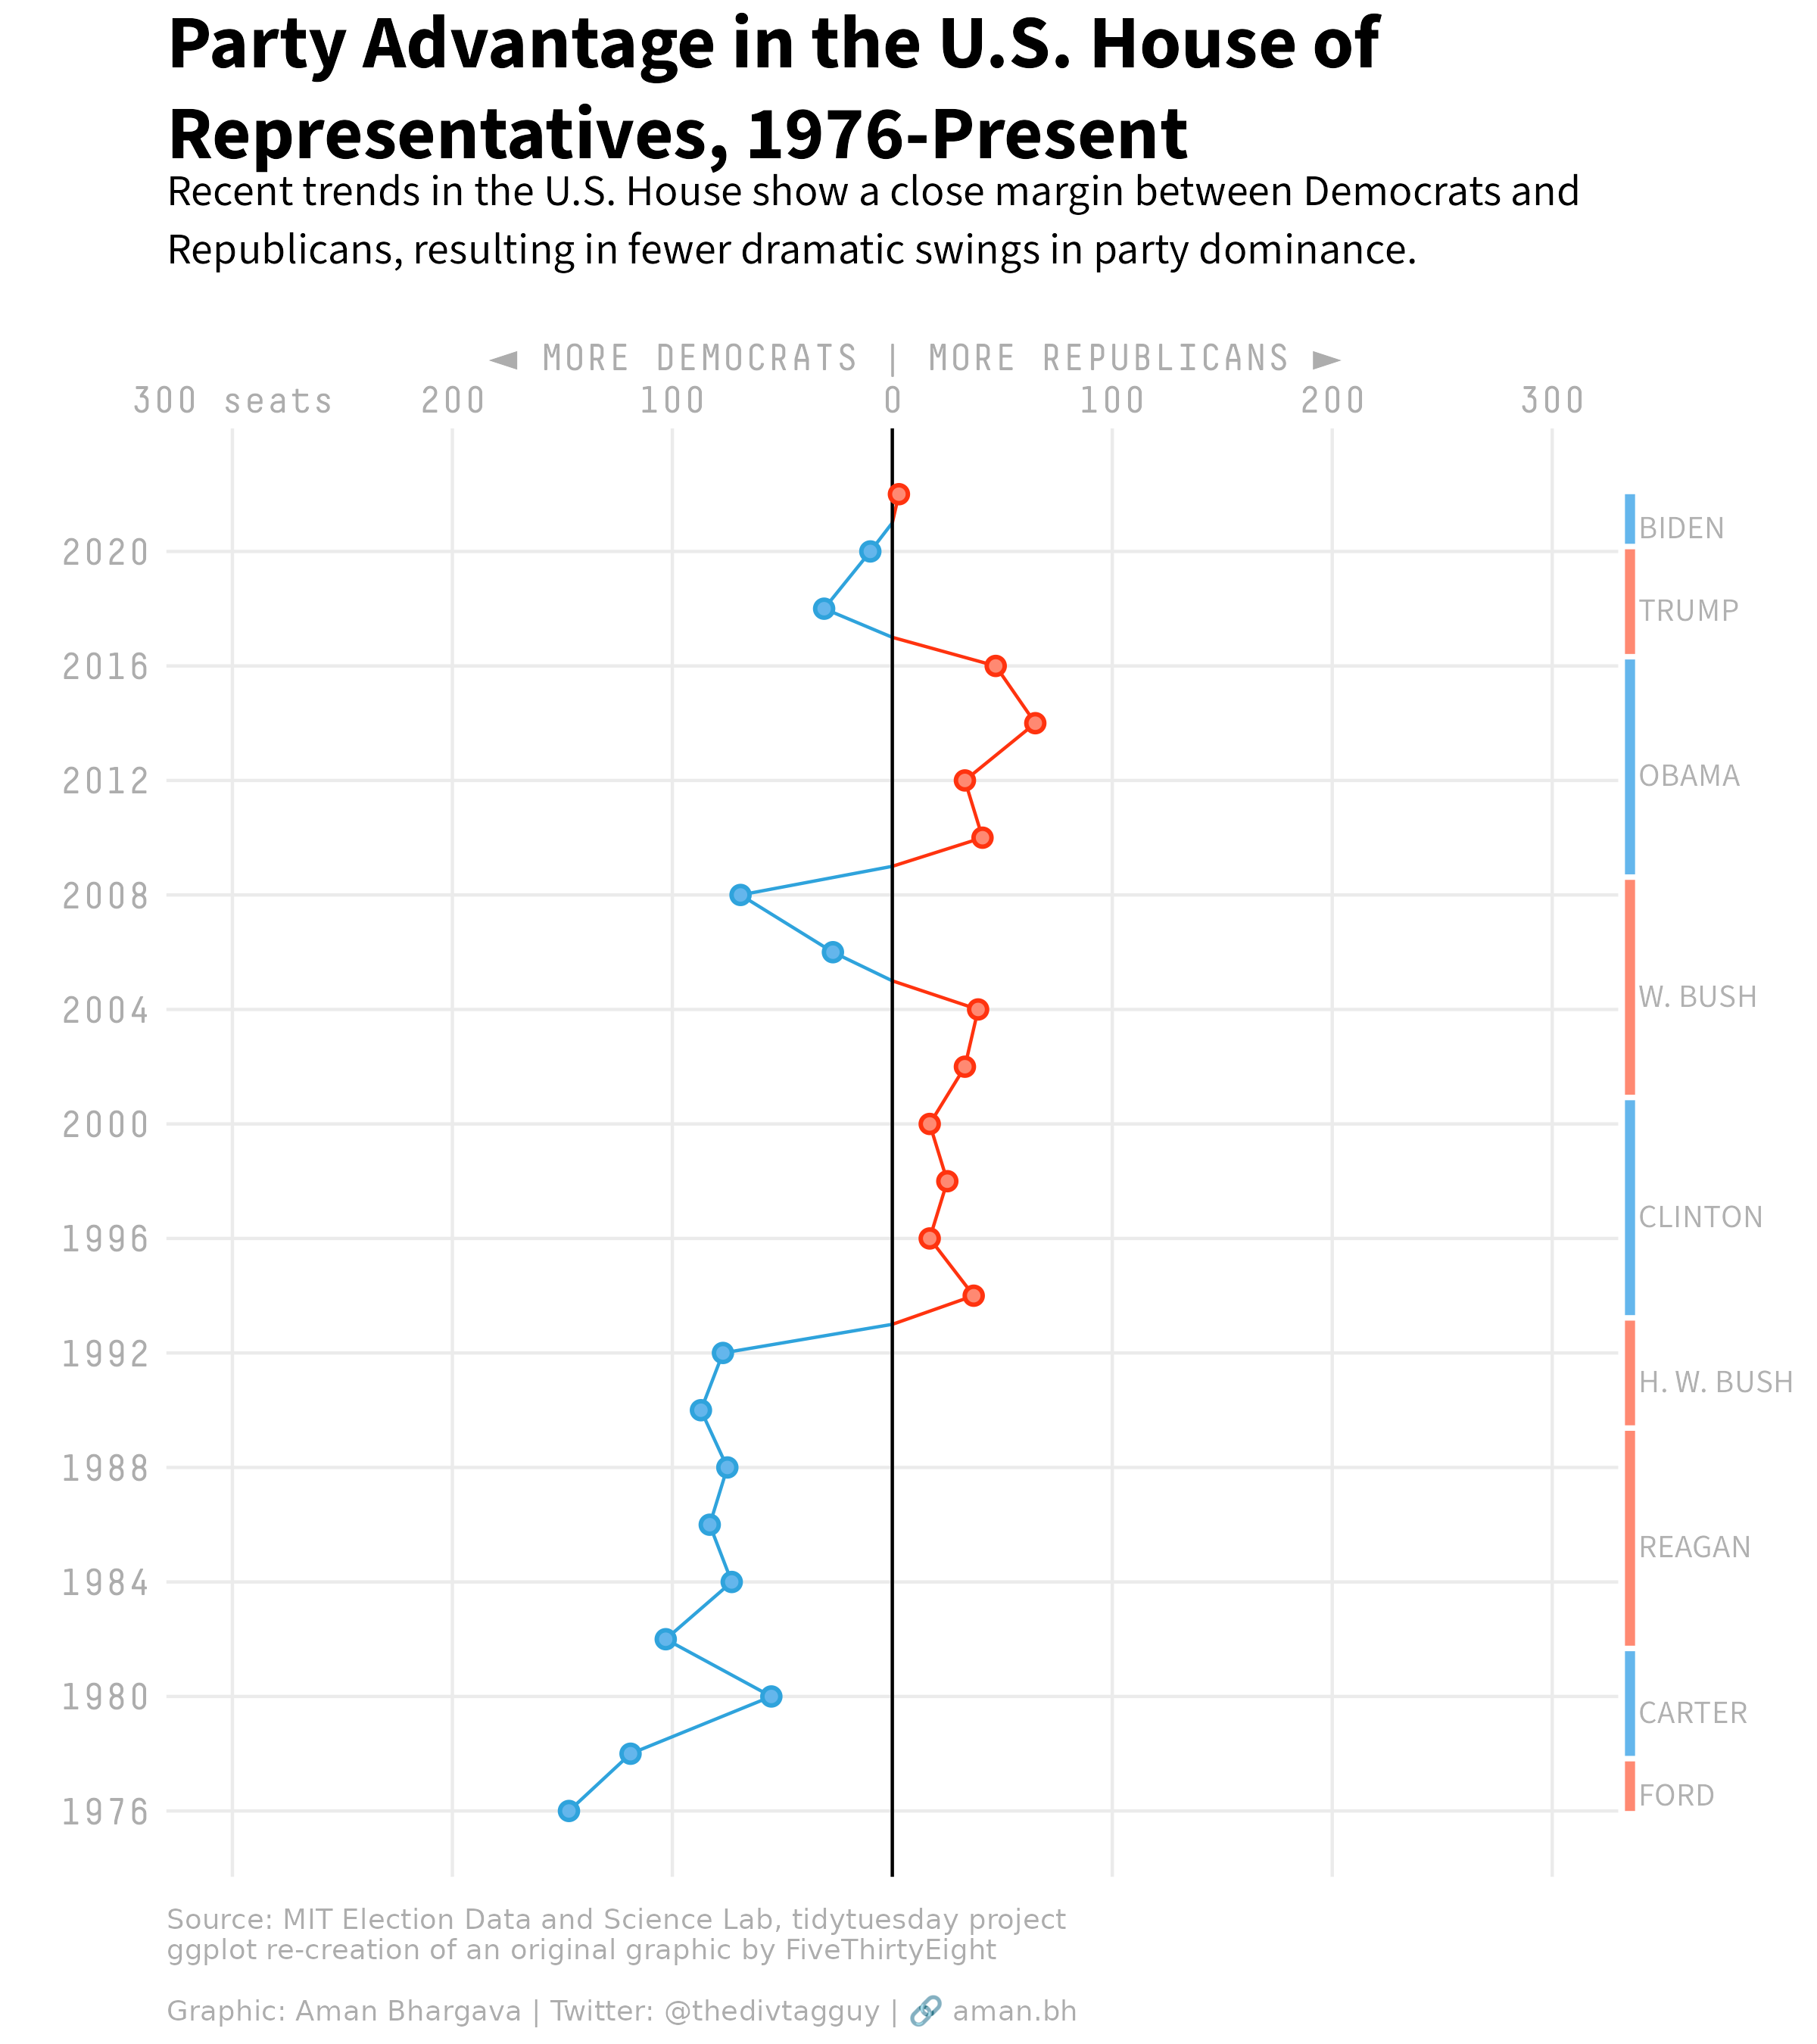 Party Advantage in the U.S. House of
Representatives, 1976-Present
Recent trends in the U.S. House show a close margin between Democrats and
Republicans, resulting in fewer dramatic swings in party dominance.
◄ MORE DEMOCRATS | MORE REPUBLICANS ►
300 seats 200 100 0 100 200 300
BIDEN
2020
TRUMP
2016
OBAMA
2012
2008
W. BUSH
2004
2000
CLINTON
1996
1992
H. W. BUSH
1988
REAGAN
1984
1980
CARTER
FORD
1976
Source: MIT Election Data and Science Lab, tidytuesday project
ggplot re-creation of an original graphic by FiveThirtyEight
Graphic: Aman Bhargava | Twitter: @thedivtagguy | 🔗 aman.bh